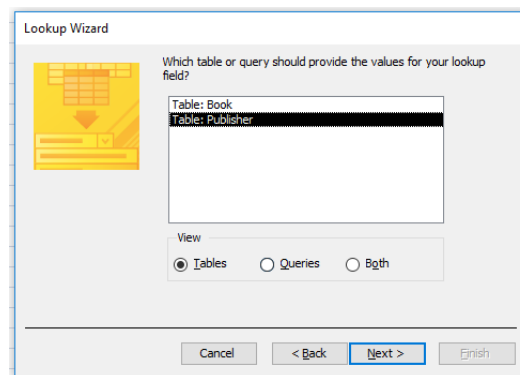 Lookup Wizard
Which table or query should provide the values for your lookup
field?
Table: Book
Table: Publisher
View
Tables
Queries
Both
Cancel
< Back
Next >
Finish